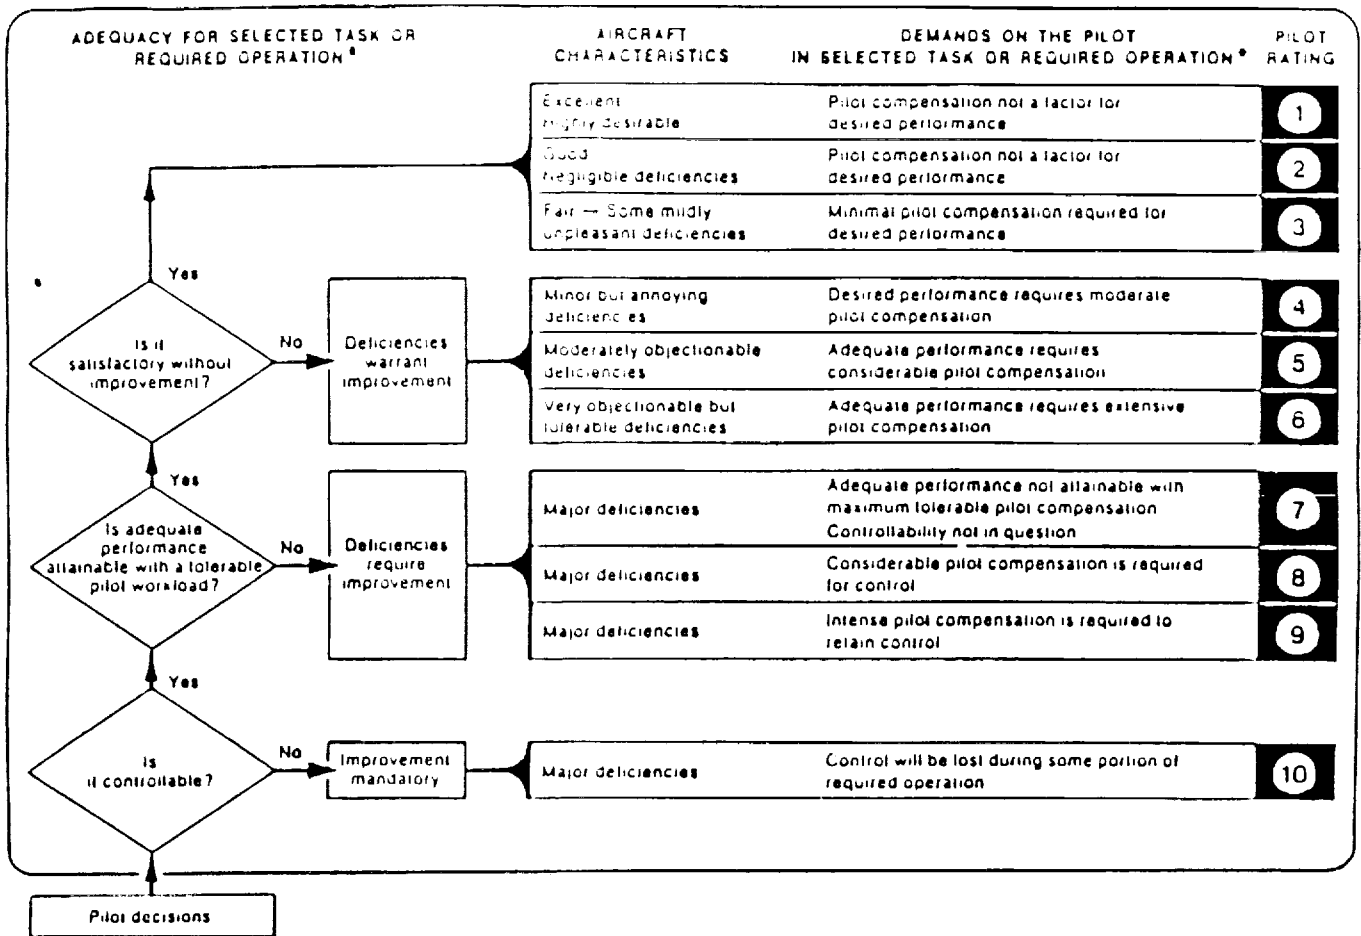 ADEQUACY FOR SELECTED TASK OR
REQUIRED OPERATION*
AIRCRAFT
CHARACTERISTICS
DEMANDS ON THE PILOT
IN SELECTED TASK OR REQUIRED OPERATION*
PILOT
RATING
Excellent
Highly desirable
Pilot compensation not a factor for
desired performance
1
Good
Negligible deficiencies
Pilot compensation not a factor for
desired performance
2
Fair — Some mildly
unpleasant deficiencies
Minimal pilot compensation required for
desired performance
3
Yes
Is it
satisfactory without
improvement?
No
Deficiencies
warrant
improvement
Minor but annoying
deficiencies
Desired performance requires moderate
pilot compensation
4
Moderately objectionable
deficiencies
Adequate performance requires
considerable pilot compensation
5
Very objectionable but
tolerable deficiencies
Adequate performance requires extensive
pilot compensation
6
Yes
Is adequate
performance
attainable with a tolerable
pilot workload?
No
Deficiencies
require
improvement
Major deficiencies
Adequate performance not attainable with
maximum tolerable pilot compensation
Controllability not in question
7
Major deficiencies
Considerable pilot compensation is required
for control
8
Major deficiencies
Intense pilot compensation is required to
retain control
9
Yes
Is
it controllable?
No
Improvement
mandatory
Major deficiencies
Control will be lost during some portion of
required operation
10
Pilot decisions